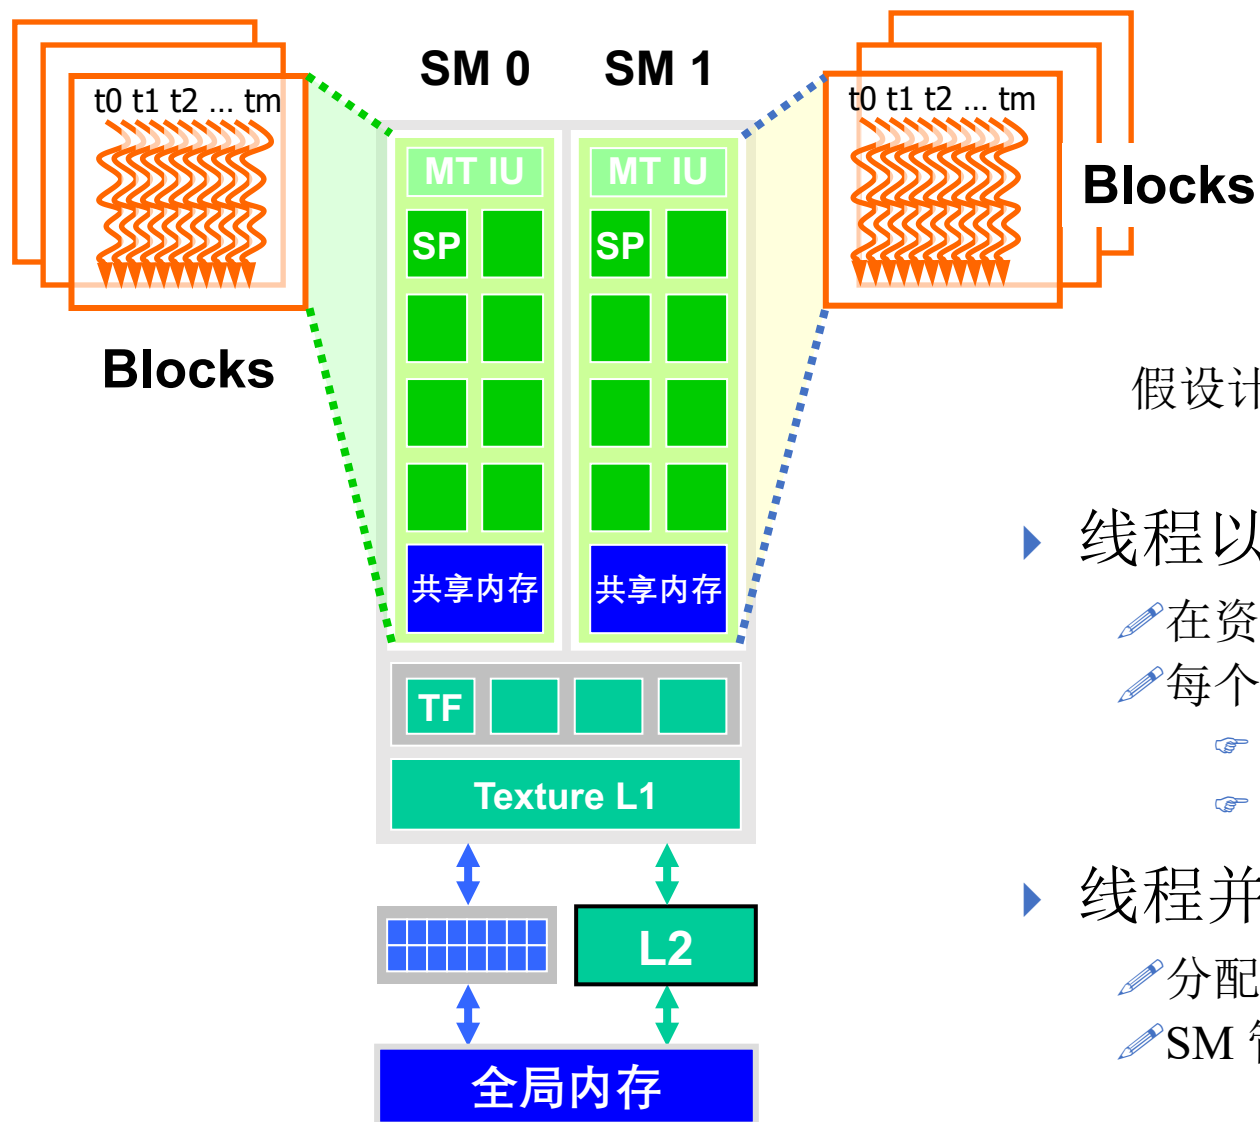 SM 0
SM 1
t0 t1 t2 ... tm
t0 t1 t2 ... tm
MT IU
MT IU
Blocks
SP
SP
Blocks
假设计
线程以
共享内存
共享内存
在资
每个
TF
Texture L1
线程并
L2
分配
SM
全局内存